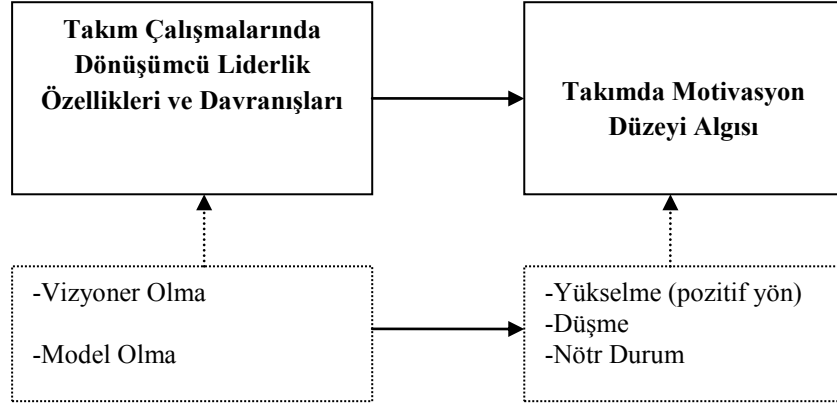 Takım Çalışmalarında
Dönüşümcü Liderlik
Özellikleri ve Davranışları
Takımda Motivasyon
Düzeyi Algısı
-Vizyoner Olma
-Model Olma
-Yükselme (pozitif yön)
-Düşme
-Nötr Durum